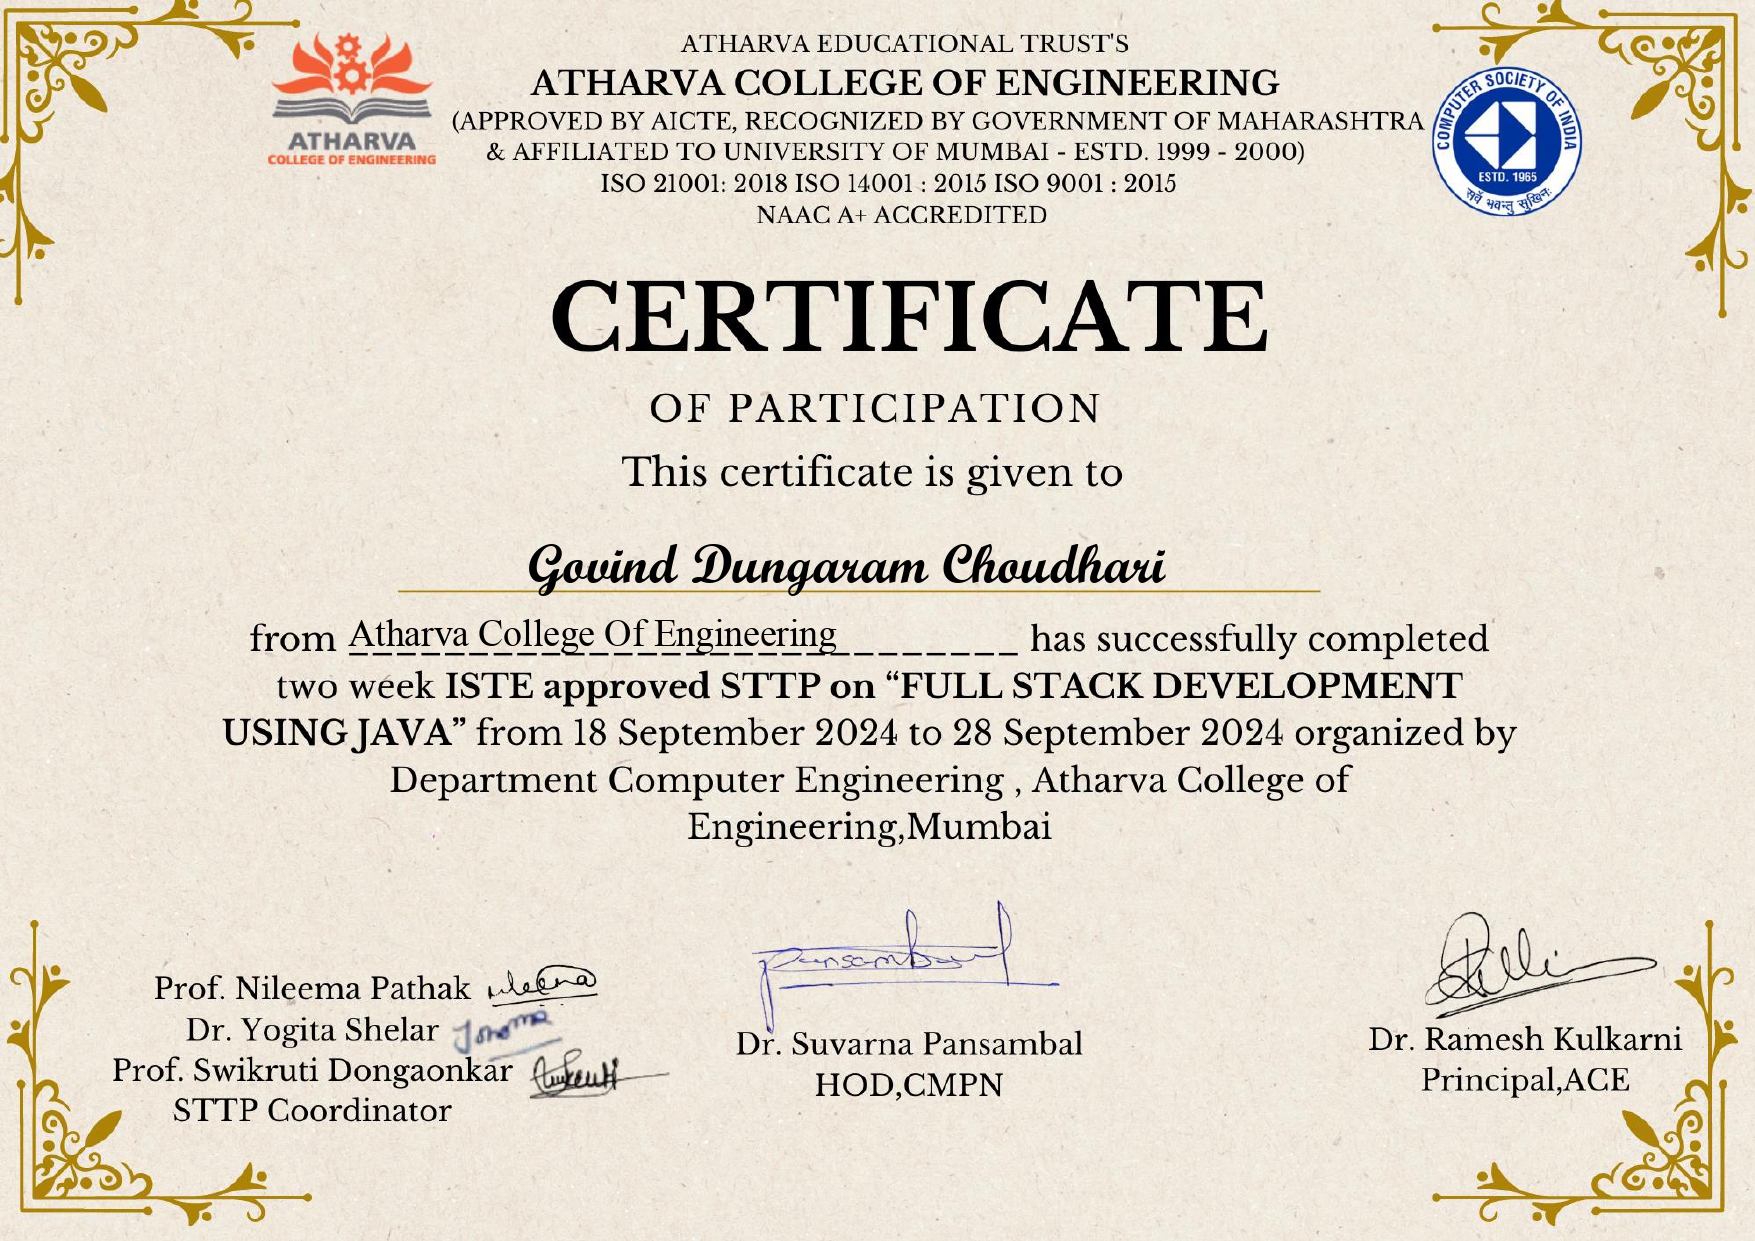 ATHARVA EDUCATIONAL TRUST'S
ATHARVA COLLEGE OF ENGINEERING
(APPROVED BY AICTE, RECOGNIZED BY GOVERNMENT OF MAHARASHTRA
& AFFILIATED TO UNIVERSITY OF MUMBAI - ESTD. 1999 - 2000)
ISO 21001: 2018 ISO 14001 : 2015 ISO 9001 : 2015
NAAC A+ ACCREDITED
ATHARVA
COLLEGE OF ENGINEERING
COMPUTER SOCIETY OF INDIA
ESTD. 1965
सर्वे भवन्तु सुखिनः
CERTIFICATE
OF PARTICIPATION
This certificate is given to
Govind Dungaram Choudhari
from Atharva College Of Engineering has successfully completed
two week ISTE approved STTP on “FULL STACK DEVELOPMENT
USING JAVA” from 18 September 2024 to 28 September 2024 organized by
Department Computer Engineering , Atharva College of
Engineering,Mumbai
Prof. Nileema Pathak
Dr. Yogita Shelar
Prof. Swikruti Dongaonkar
STTP Coordinator
Dr. Suvarna Pansambal
HOD,CMPN
Dr. Ramesh Kulkarni
Principal,ACE